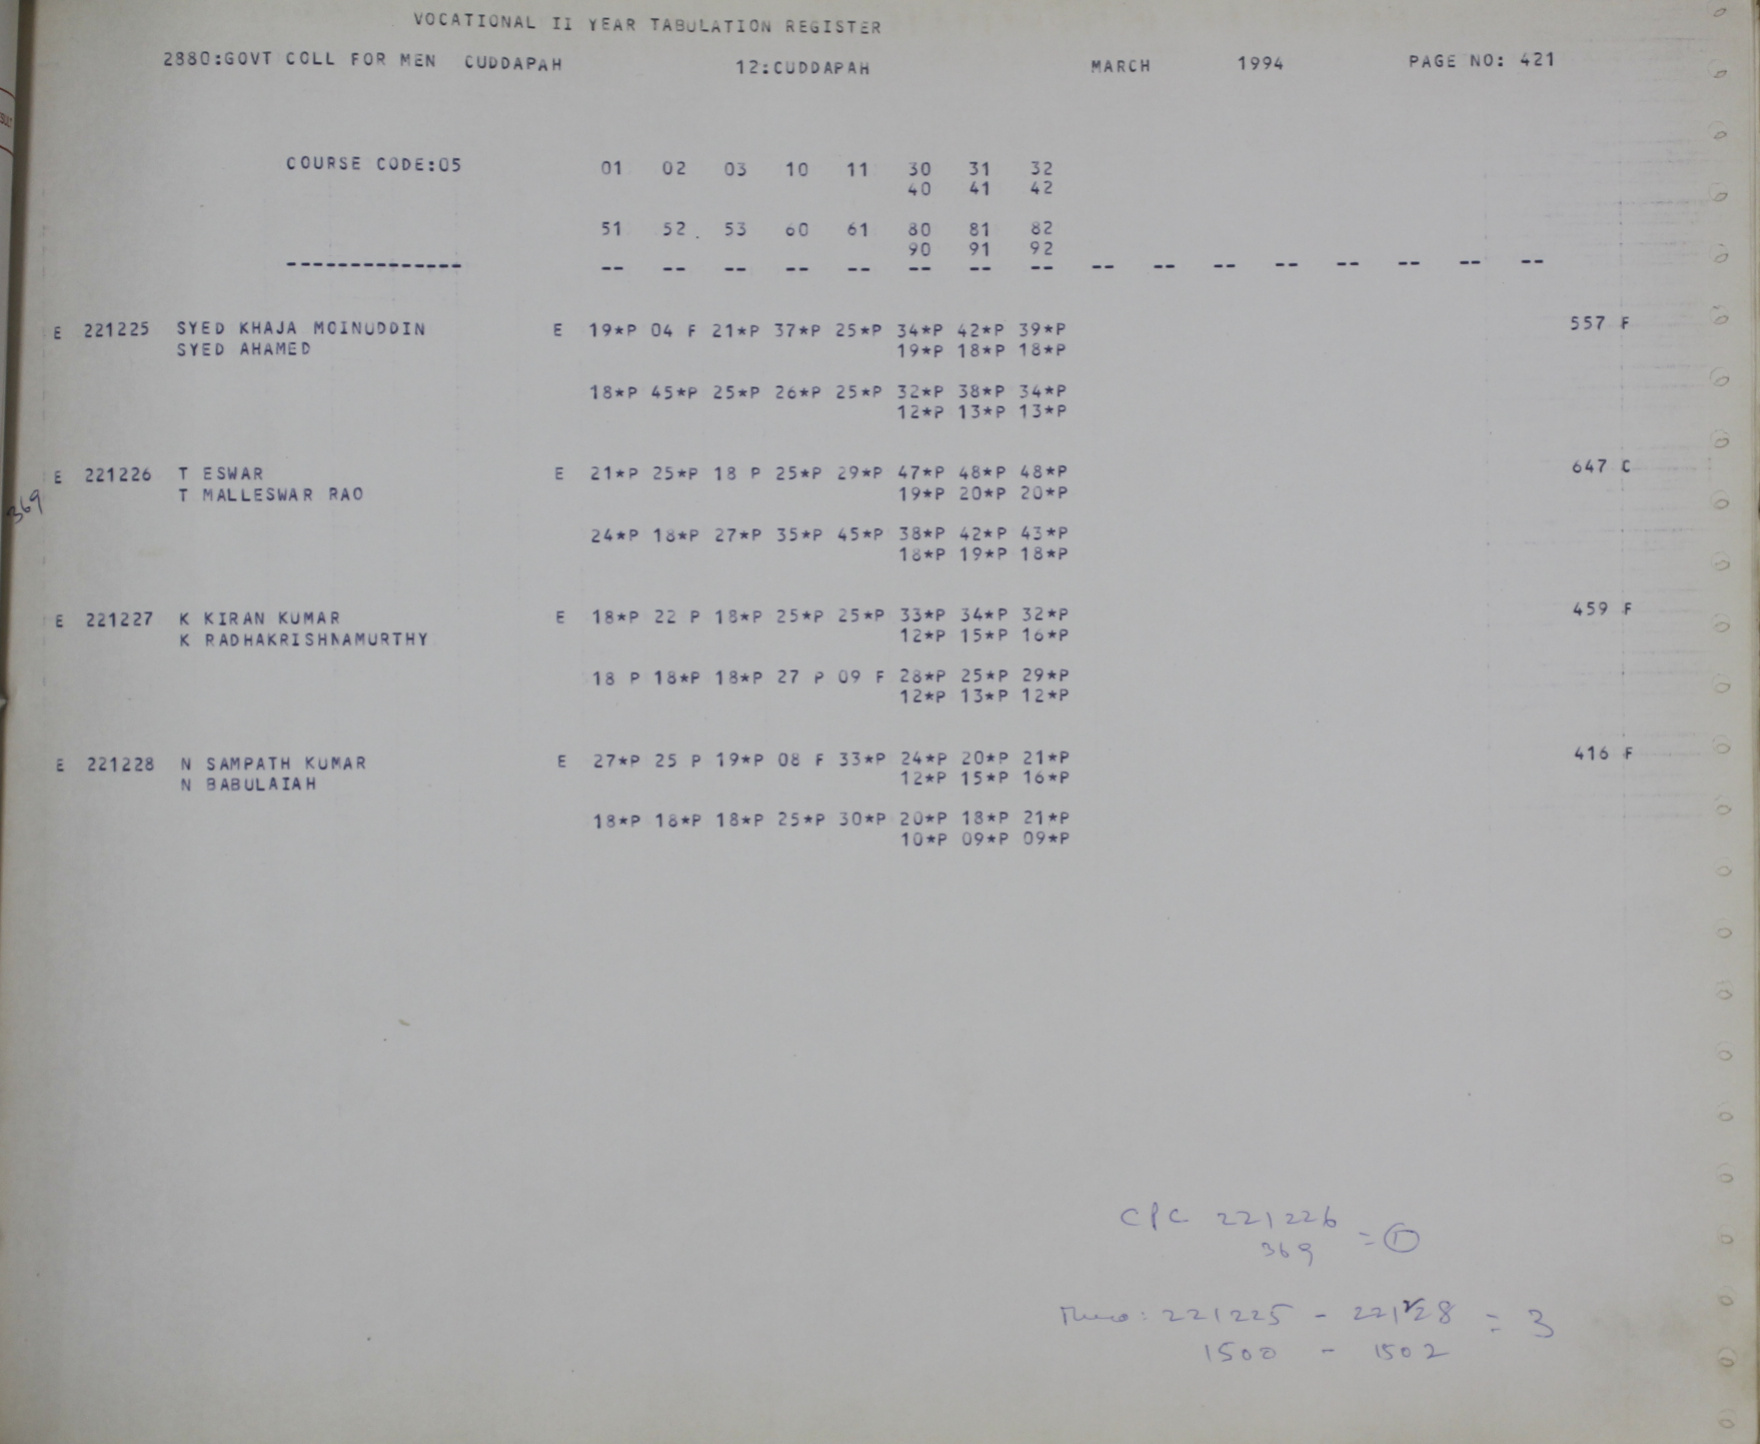 VOCATIONAL II YEAR TABULATION REGISTER
2880:GOVT COLL FOR MEN CUDDAPAH 12:CUDDAPAH MARCH 1994 PAGE NO: 421
COURSE CODE:05 01 02 03 10 11 30 31 32
40 41 42
51 52 . 53 60 61 80 81 82
90 91 92
-------------- -- -- -- -- -- -- -- -- -- -- -- -- -- -- -- --
E 221225 SYED KHAJA MOINUDDIN E 19*P 04 F 21*P 37*P 25*P 34*P 42*P 39*P 557 F
SYED AHAMED 19*P 18*P 18*P
18*P 45*P 25*P 26*P 25*P 32*P 38*P 34*P
12*P 13*P 13*P
E 221226 T ESWAR E 21*P 25*P 18 P 25*P 29*P 47*P 48*P 48*P 647 C
369 T MALLESWAR RAO 19*P 20*P 20*P
24*P 18*P 27*P 35*P 45*P 38*P 42*P 43*P
18*P 19*P 18*P
E 221227 K KIRAN KUMAR E 18*P 22 P 18*P 25*P 25*P 33*P 34*P 32*P 459 F
K RADHAKRISHNAMURTHY 12*P 15*P 16*P
18 P 18*P 18*P 27 P 09 F 28*P 25*P 29*P
12*P 13*P 12*P
E 221228 N SAMPATH KUMAR E 27*P 25 P 19*P 08 F 33*P 24*P 20*P 21*P 416 F
N BABULAIAH 12*P 15*P 16*P
18*P 18*P 18*P 25*P 30*P 20*P 18*P 21*P
10*P 09*P 09*P
CPC 221226 = 1
369
Memo: 221225 - 221228 = 3
1500 - 1502